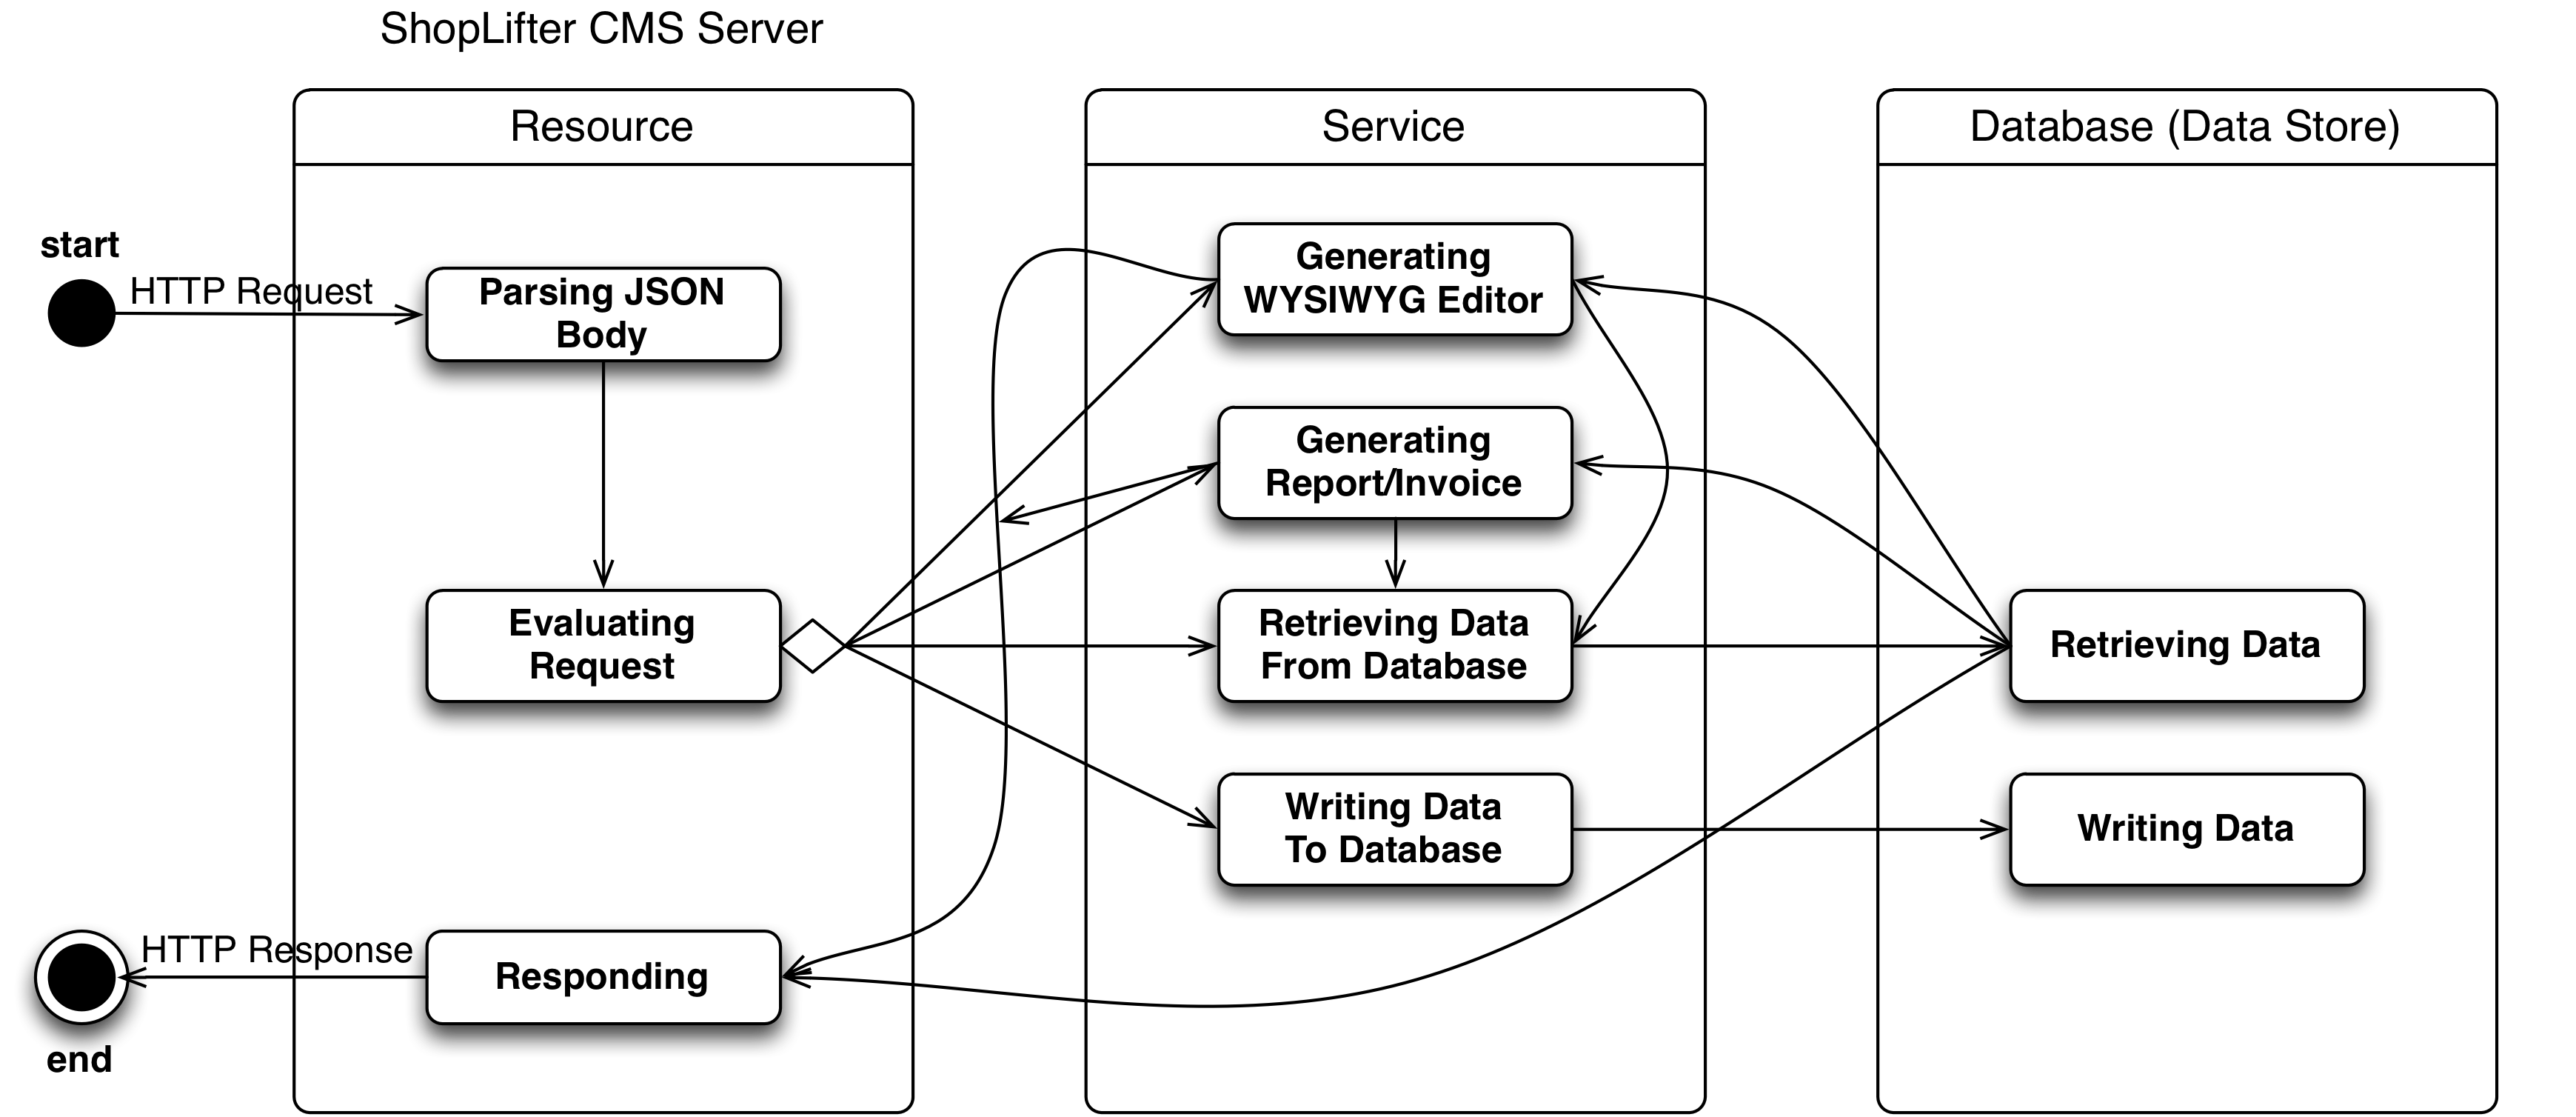 ShopLifter CMS Server
Resource
Service
Database (Data Store)
start
HTTP Request
Parsing JSON
Body
Generating
WYSIWYG Editor
Generating
Report/Invoice
Evaluating
Request
Retrieving Data
From Database
Retrieving Data
Writing Data
To Database
Writing Data
HTTP Response
Responding
end